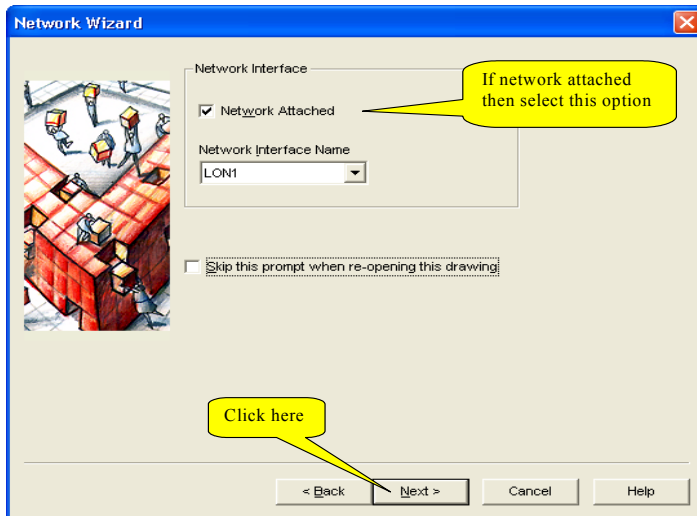 Network Wizard
Network Interface
If network attached
then select this option
Network Attached
Network Interface Name
LON1
Skip this prompt when re-opening this drawing
Click here
< Back
Next >
Cancel
Help